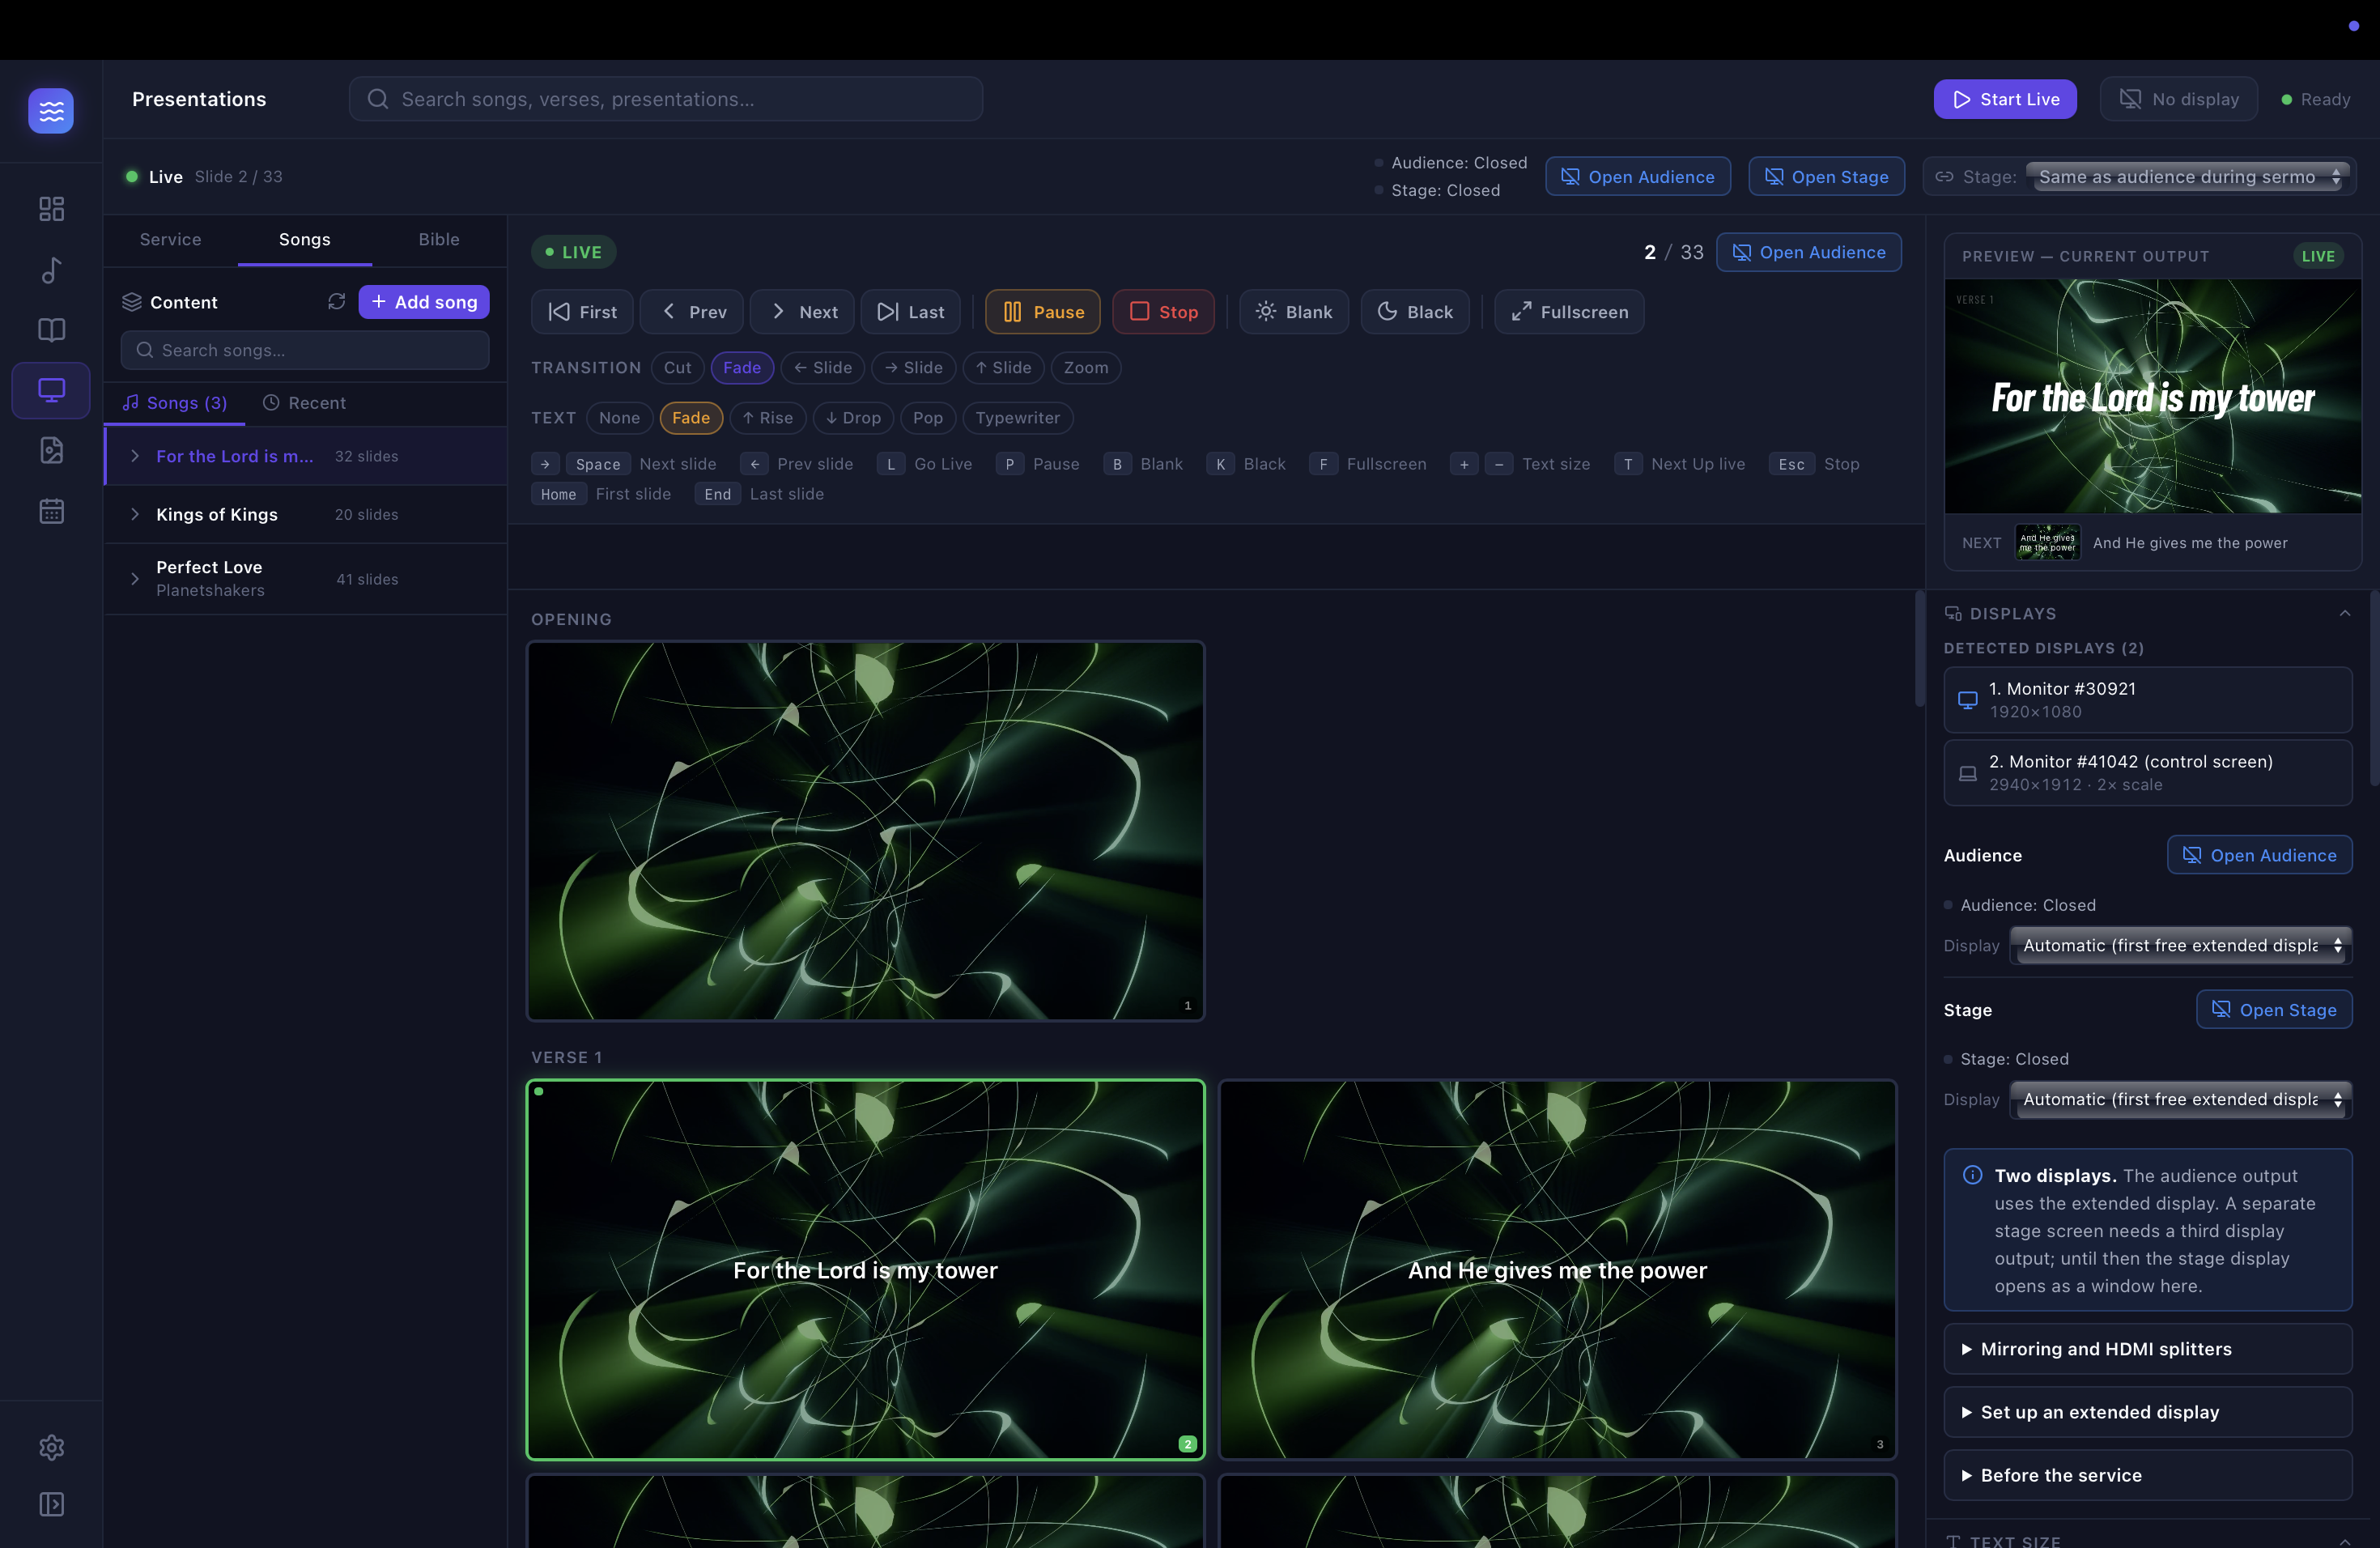 Presentations
Search songs, verses, presentations...
Start Live
No display
Ready
Live Slide 2 / 33
Audience: Closed
Stage: Closed
Open Audience
Open Stage
Stage: Same as audience during sermo
Service Songs Bible
Content
Add song
Search songs...
Songs (3) Recent
For the Lord is m... 32 slides
Kings of Kings 20 slides
Perfect Love
Planetshakers
41 slides
LIVE
2 / 33
Open Audience
First Prev Next Last Pause Stop Blank Black Fullscreen
TRANSITION Cut Fade ← Slide → Slide ↑ Slide Zoom
TEXT None Fade ↑ Rise ↓ Drop Pop Typewriter
→ Space Next slide ← Prev slide L Go Live P Pause B Blank K Black F Fullscreen + − Text size T Next Up live Esc Stop
Home First slide End Last slide
OPENING
1
VERSE 1
For the Lord is my tower
2
And He gives me the power
3
PREVIEW — CURRENT OUTPUT LIVE
VERSE 1
For the Lord is my tower
NEXT
And He gives
me the power
And He gives me the power
DISPLAYS
DETECTED DISPLAYS (2)
1. Monitor #30921
1920×1080
2. Monitor #41042 (control screen)
2940×1912 · 2× scale
Audience
Open Audience
Audience: Closed
Display Automatic (first free extended displa
Stage
Open Stage
Stage: Closed
Display Automatic (first free extended displa
Two displays. The audience output
uses the extended display. A separate
stage screen needs a third display
output; until then the stage display
opens as a window here.
Mirroring and HDMI splitters
Set up an extended display
Before the service
TEXT SIZE